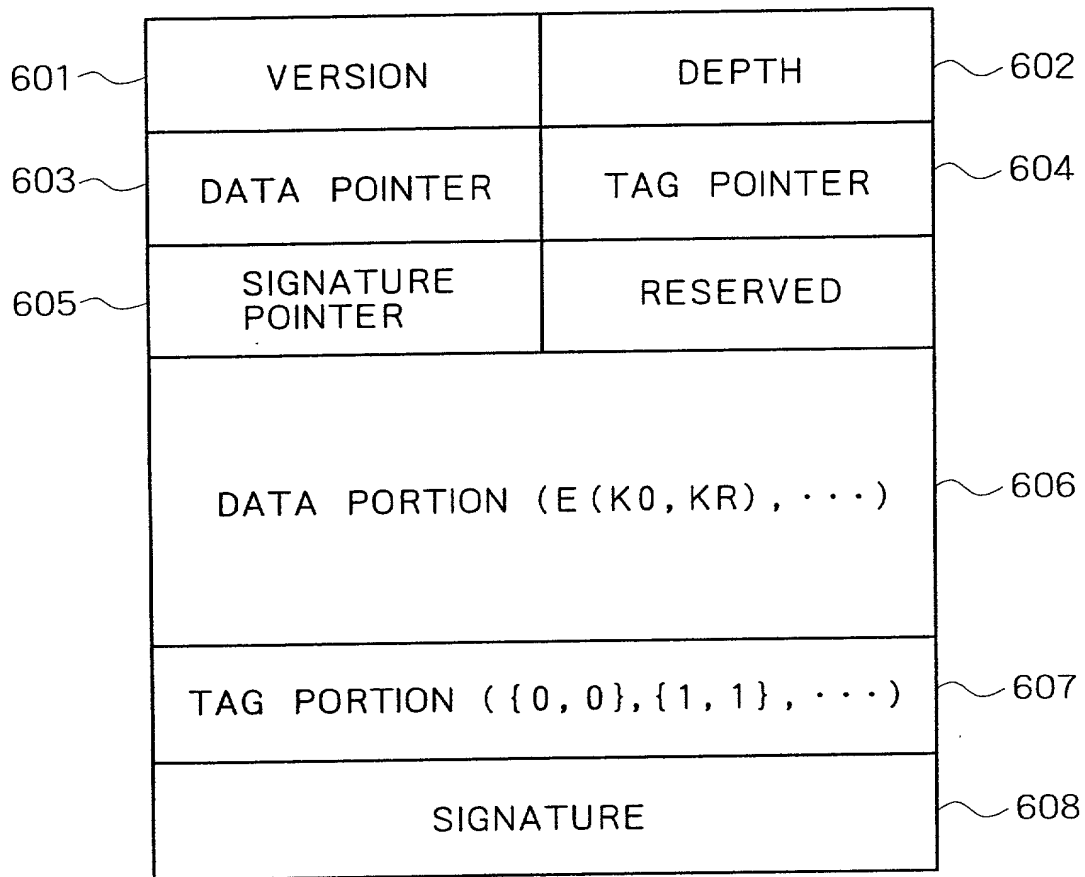 601 VERSION DEPTH 602
603 DATA POINTER TAG POINTER 604
605 SIGNATURE POINTER RESERVED
DATA PORTION (E(K0, KR), ···) 606
TAG PORTION ({0, 0}, {1, 1}, ···) 607
SIGNATURE 608